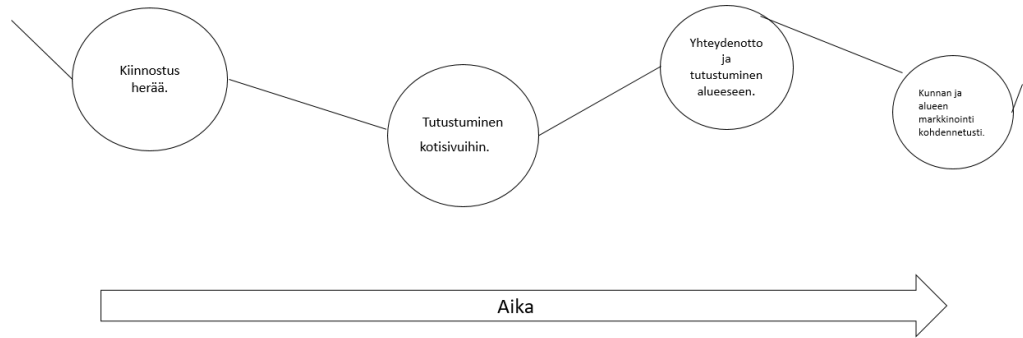 Kiinnostus
herää.
Tutustuminen
kotisivuihin.
Yhteydenotto
ja
tutustuminen
alueeseen.
Kunnan ja
alueen
markkinointi
kohdennetusti.
Aika